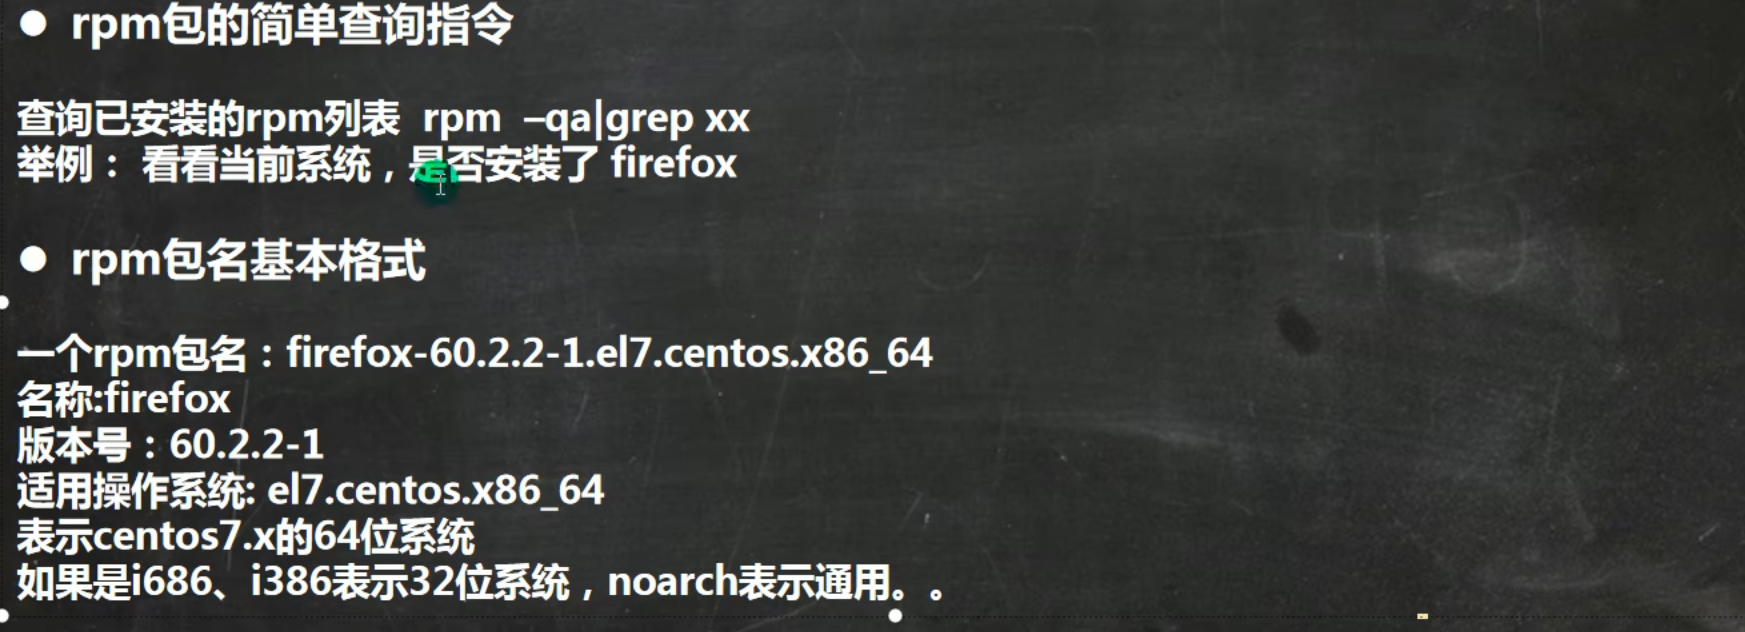 ● rpm包的简单查询指令
查询已安装的rpm列表 rpm –qa|grep xx
举例： 看看当前系统，是否安装了 firefox
● rpm包名基本格式
一个rpm包名：firefox-60.2.2-1.el7.centos.x86_64
名称:firefox
版本号：60.2.2-1
适用操作系统: el7.centos.x86_64
表示centos7.x的64位系统
如果是i686、i386表示32位系统，noarch表示通用。。